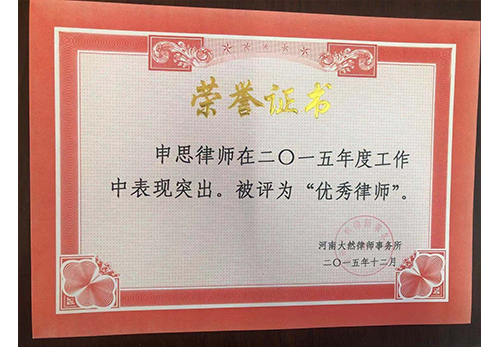 荣誉证书
申思律师在二〇一五年度工作
中表现突出。被评为“优秀律师”。
河南大然律师事务所
二〇一五年十二月